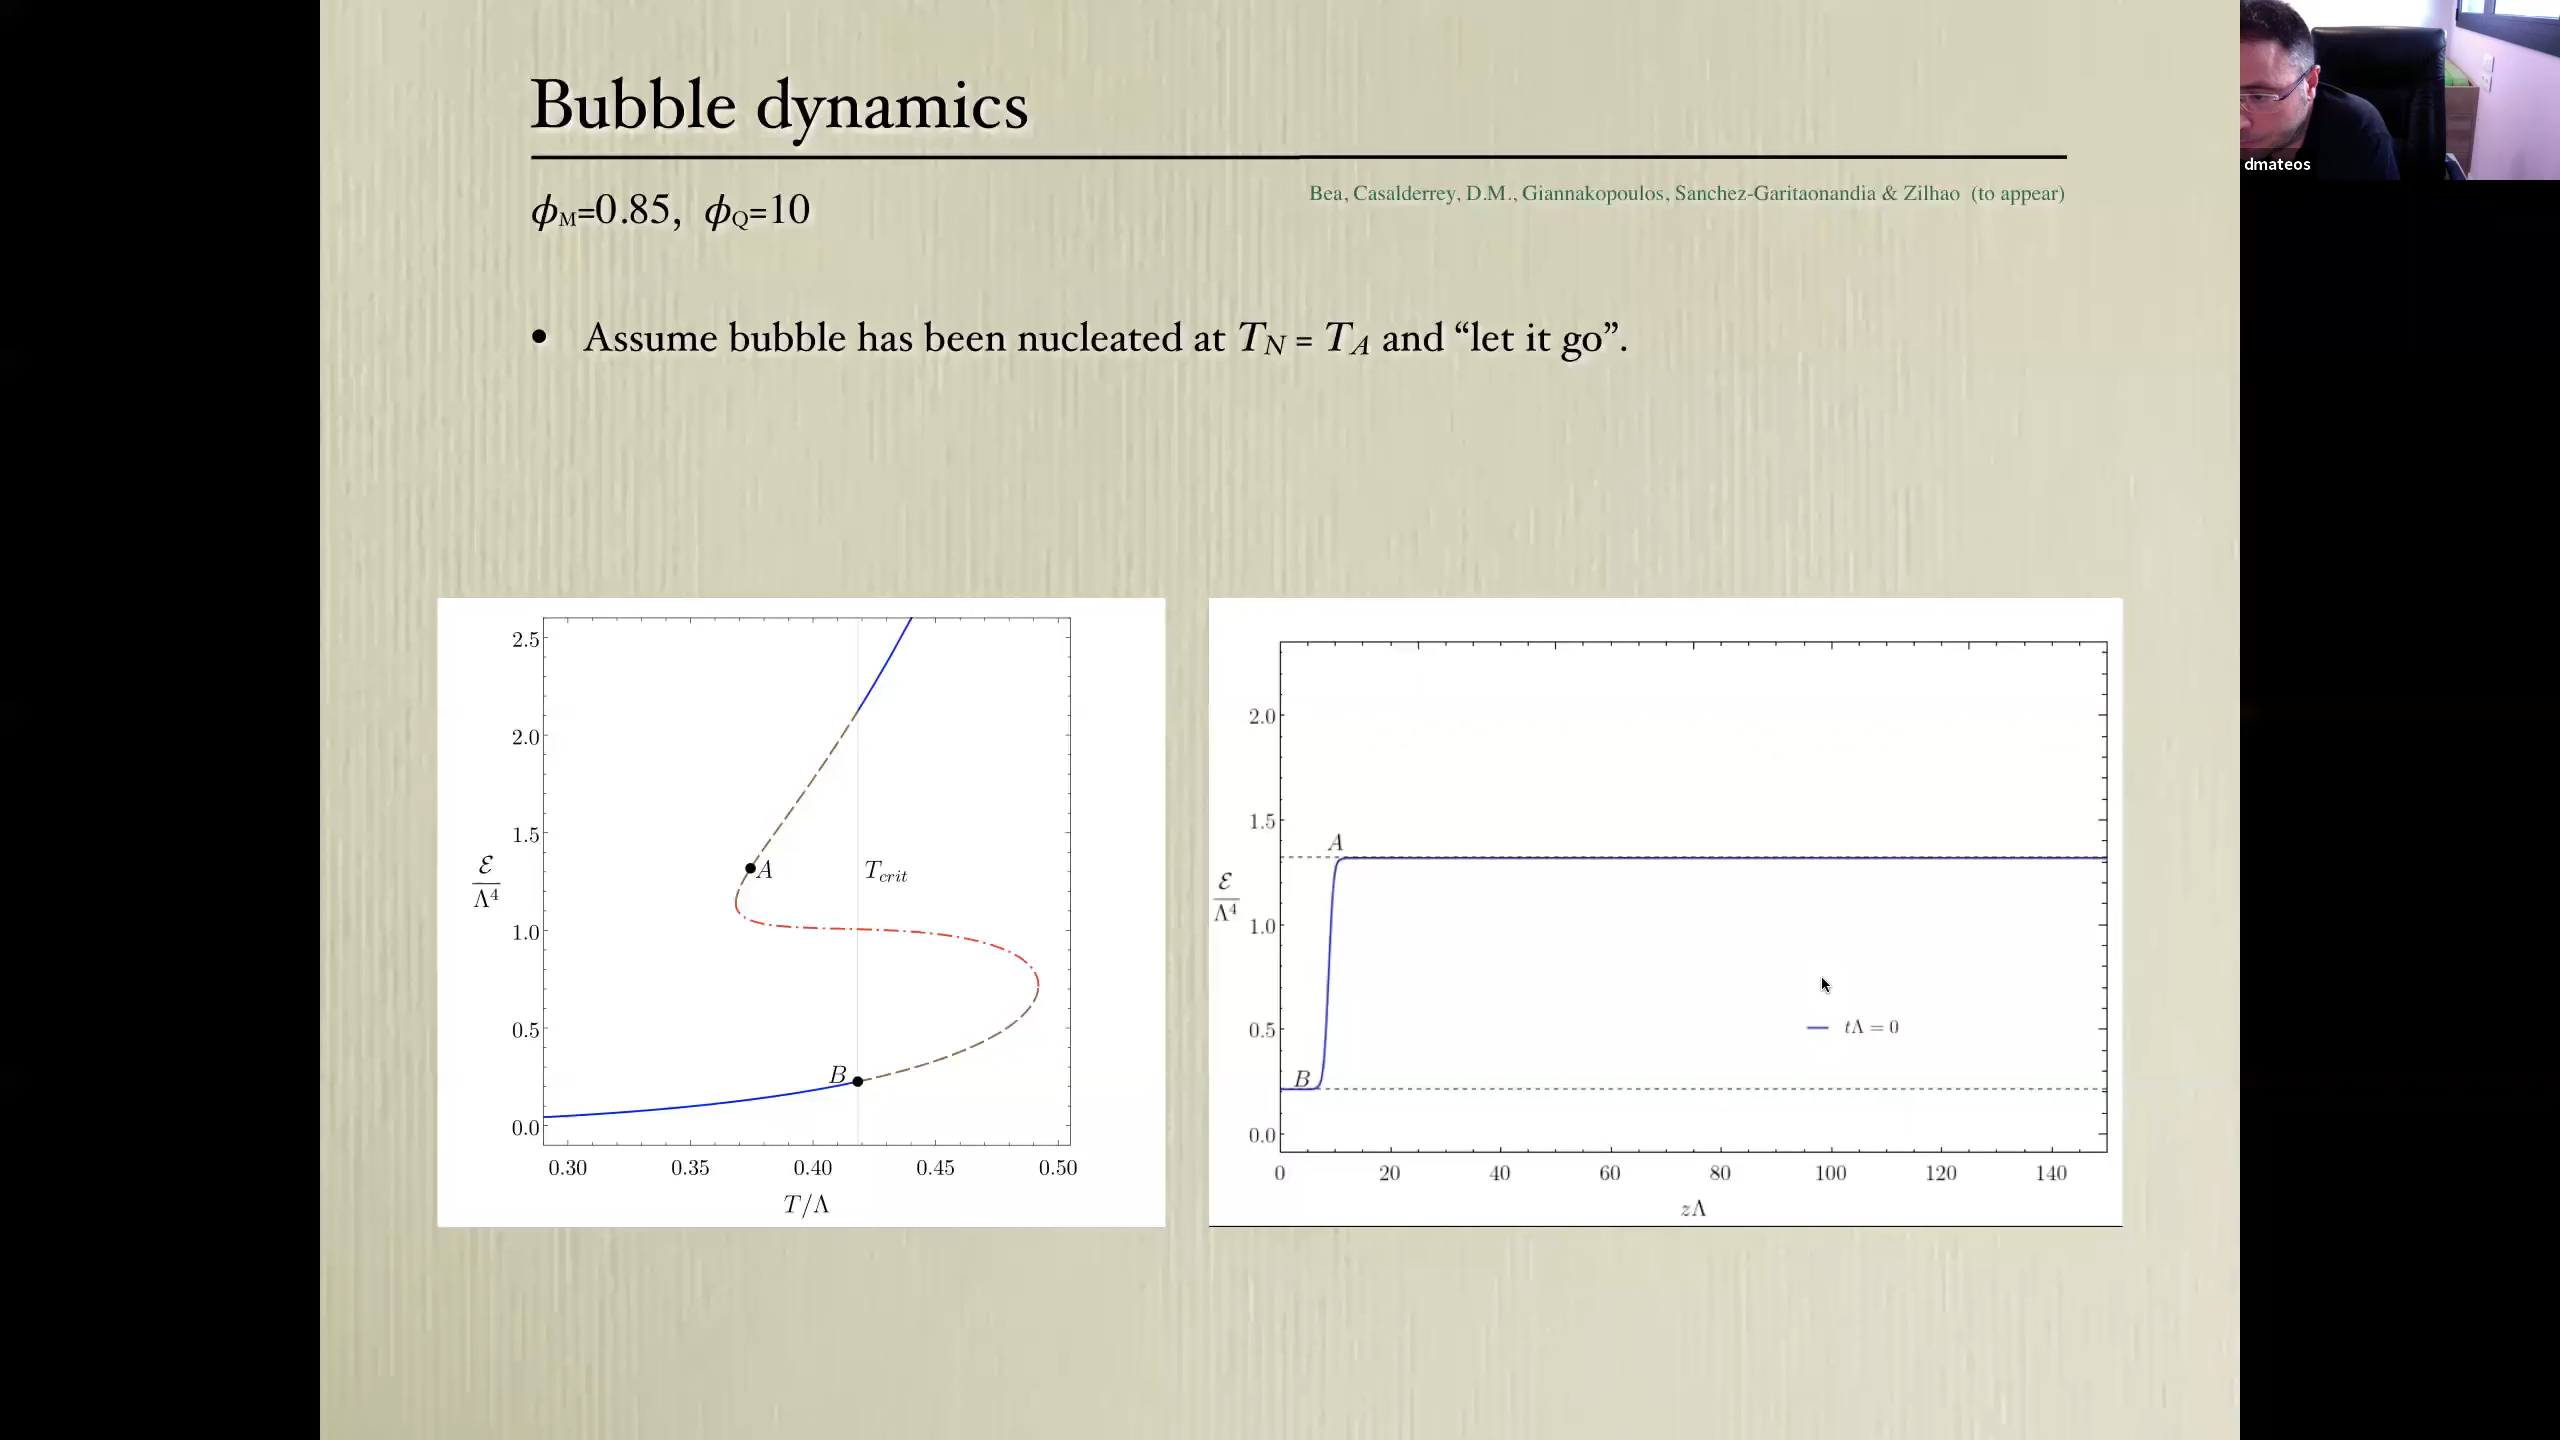 Bubble dynamics
dmateos
ϕM=0.85, ϕQ=10
Bea, Casalderrey, D.M., Giannakopoulos, Sanchez-Garitaonandia & Zilhao (to appear)
• Assume bubble has been nucleated at TN = TA and “let it go”.
2.5
2.0
1.5
1.0
0.5
0.0
ℰ/Λ⁴
A
Tcrit
B
0.30 0.35 0.40 0.45 0.50
T/Λ
2.0
1.5
1.0
0.5
0.0
ℰ/Λ⁴
A
B
tΛ = 0
0 20 40 60 80 100 120 140
zΛ